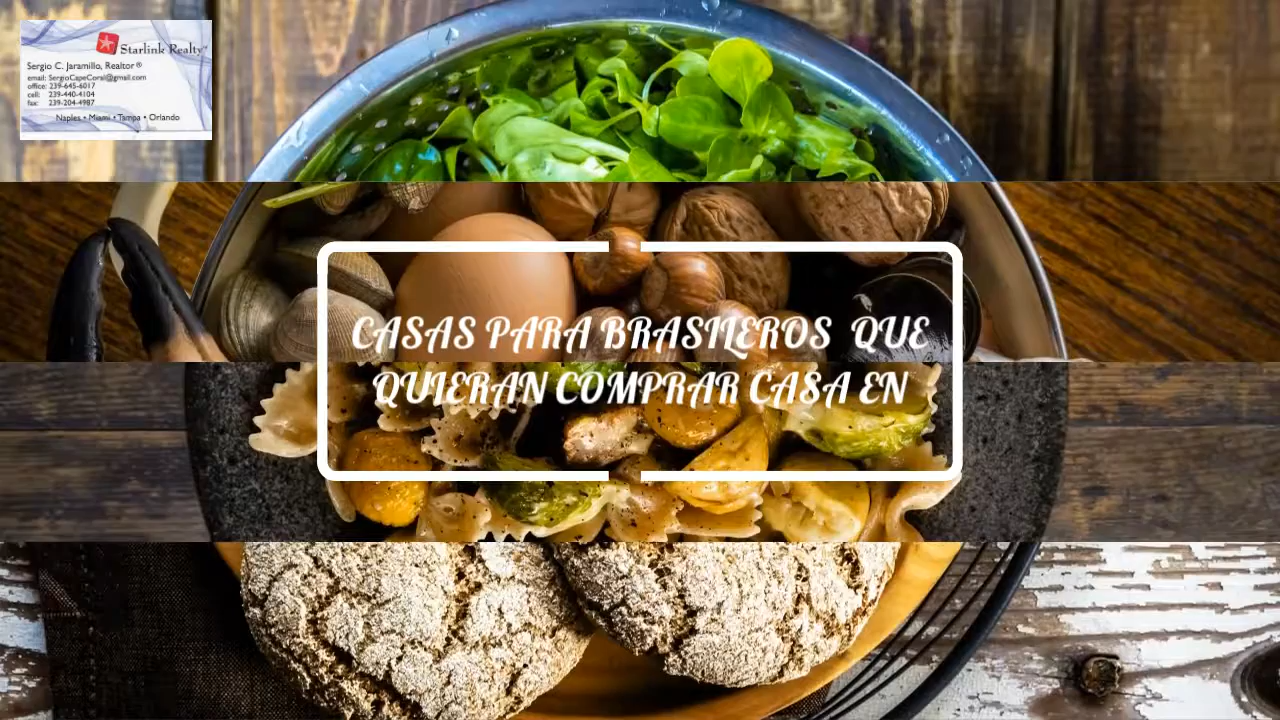 Starlink Realty
Sergio C. Jaramillo, Realtor ®
email: SergioCapeCoral@gmail.com
office: 239-645-6017
cell: 239-440-4104
fax: 239-204-4987
Naples • Miami • Tampa • Orlando
CASAS PARA BRASILEROS QUE
QUIERAN COMPRAR CASA EN